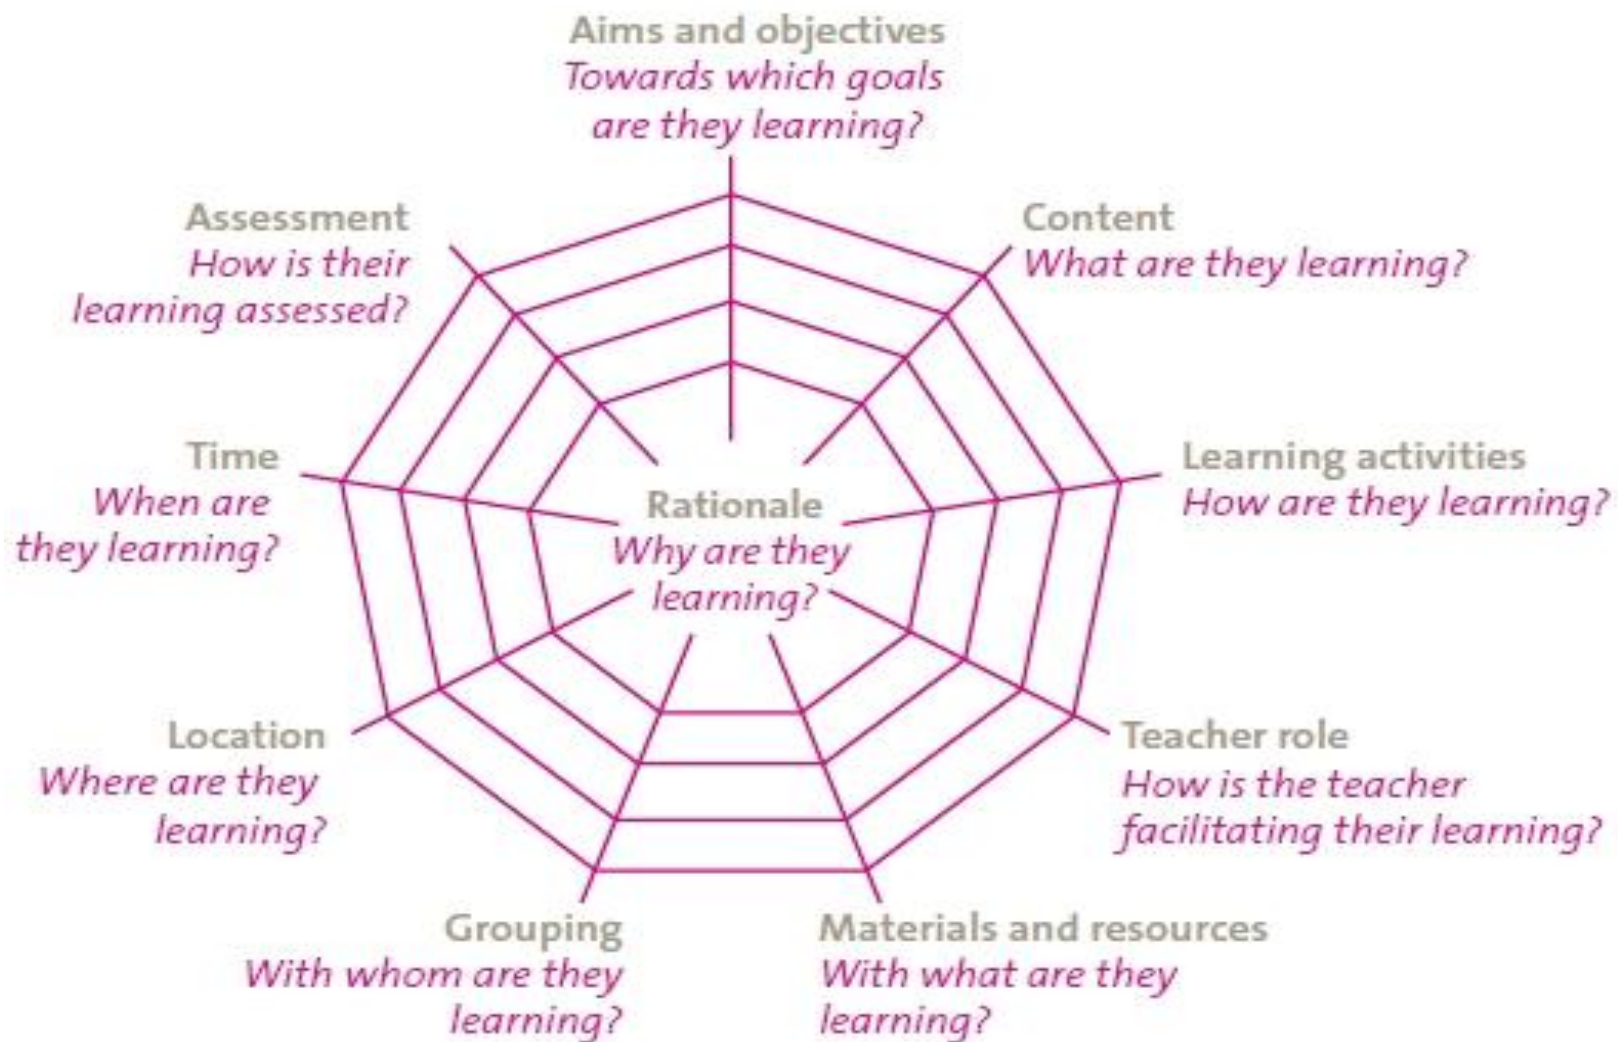 Aims and objectives
Towards which goals
are they learning?
Content
What are they learning?
Learning activities
How are they learning?
Teacher role
How is the teacher
facilitating their learning?
Materials and resources
With what are they
learning?
Grouping
With whom are they
learning?
Location
Where are they
learning?
Time
When are
they learning?
Assessment
How is their
learning assessed?
Rationale
Why are they
learning?